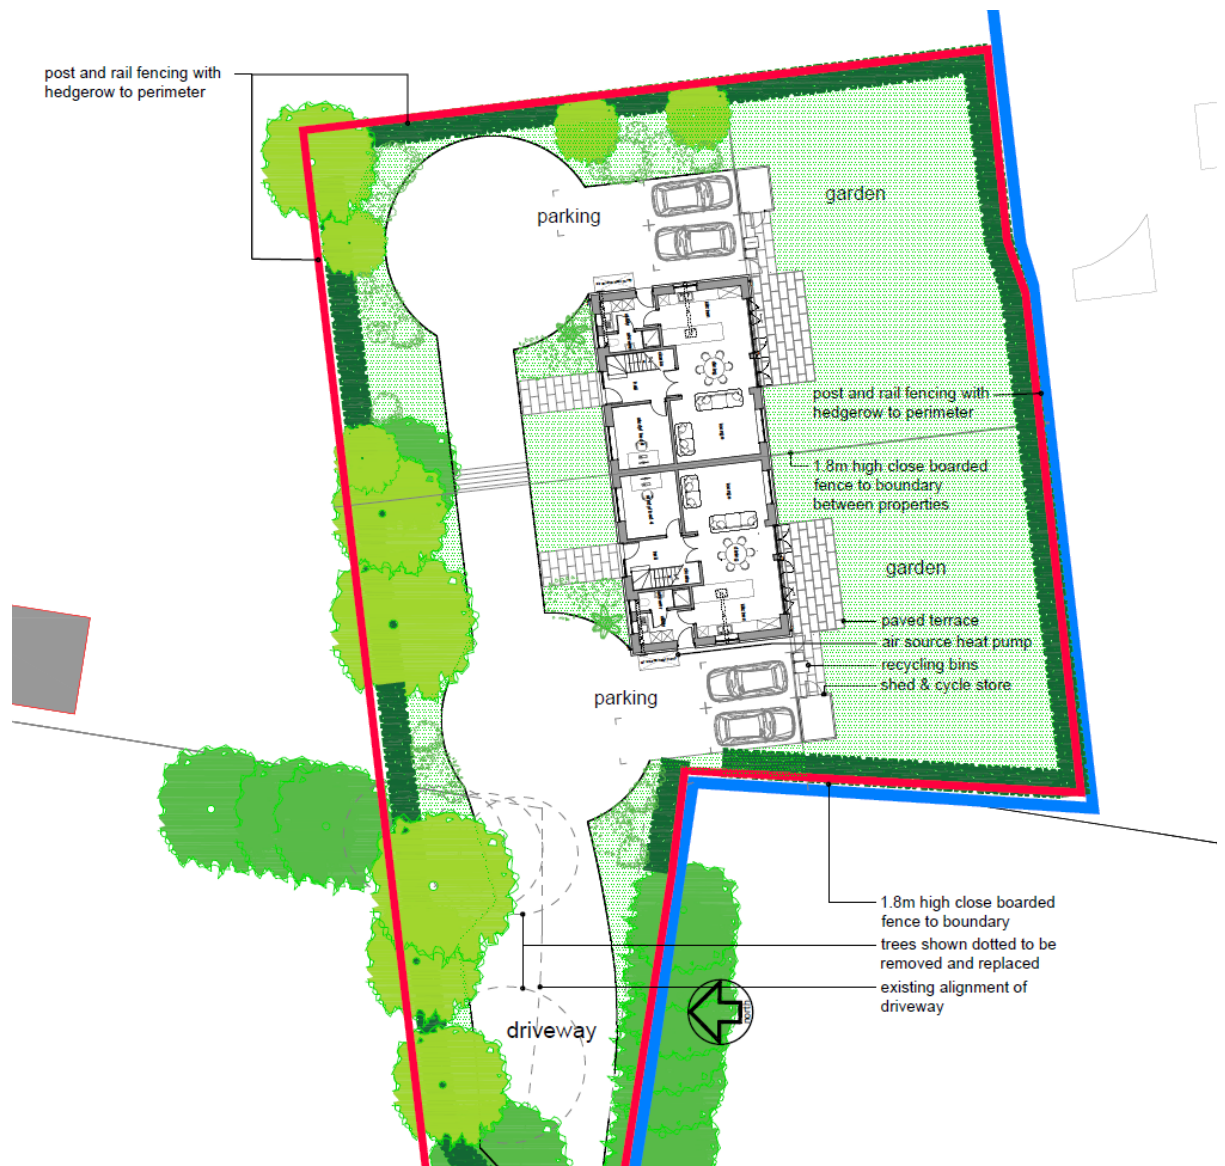 post and rail fencing with
hedgerow to perimeter
garden
parking
post and rail fencing with
hedgerow to perimeter
1.8m high close boarded
fence to boundary
between properties
garden
paved terrace
air source heat pump
recycling bins
shed & cycle store
parking
1.8m high close boarded
fence to boundary
trees shown dotted to be
removed and replaced
existing alignment of
driveway
north
driveway